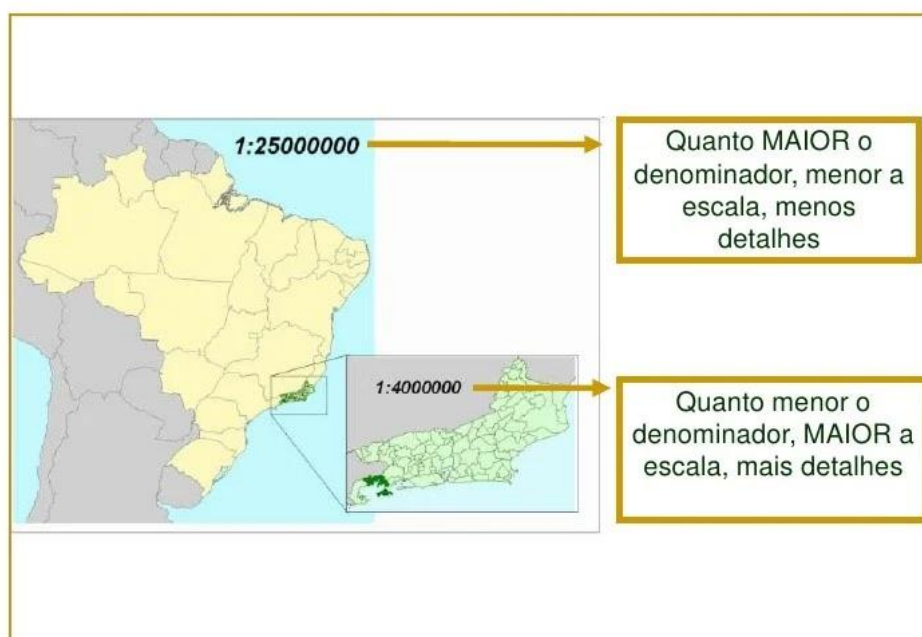 1:25000000
Quanto MAIOR o
denominador, menor a
escala, menos
detalhes
1:4000000
Quanto menor o
denominador, MAIOR a
escala, mais detalhes